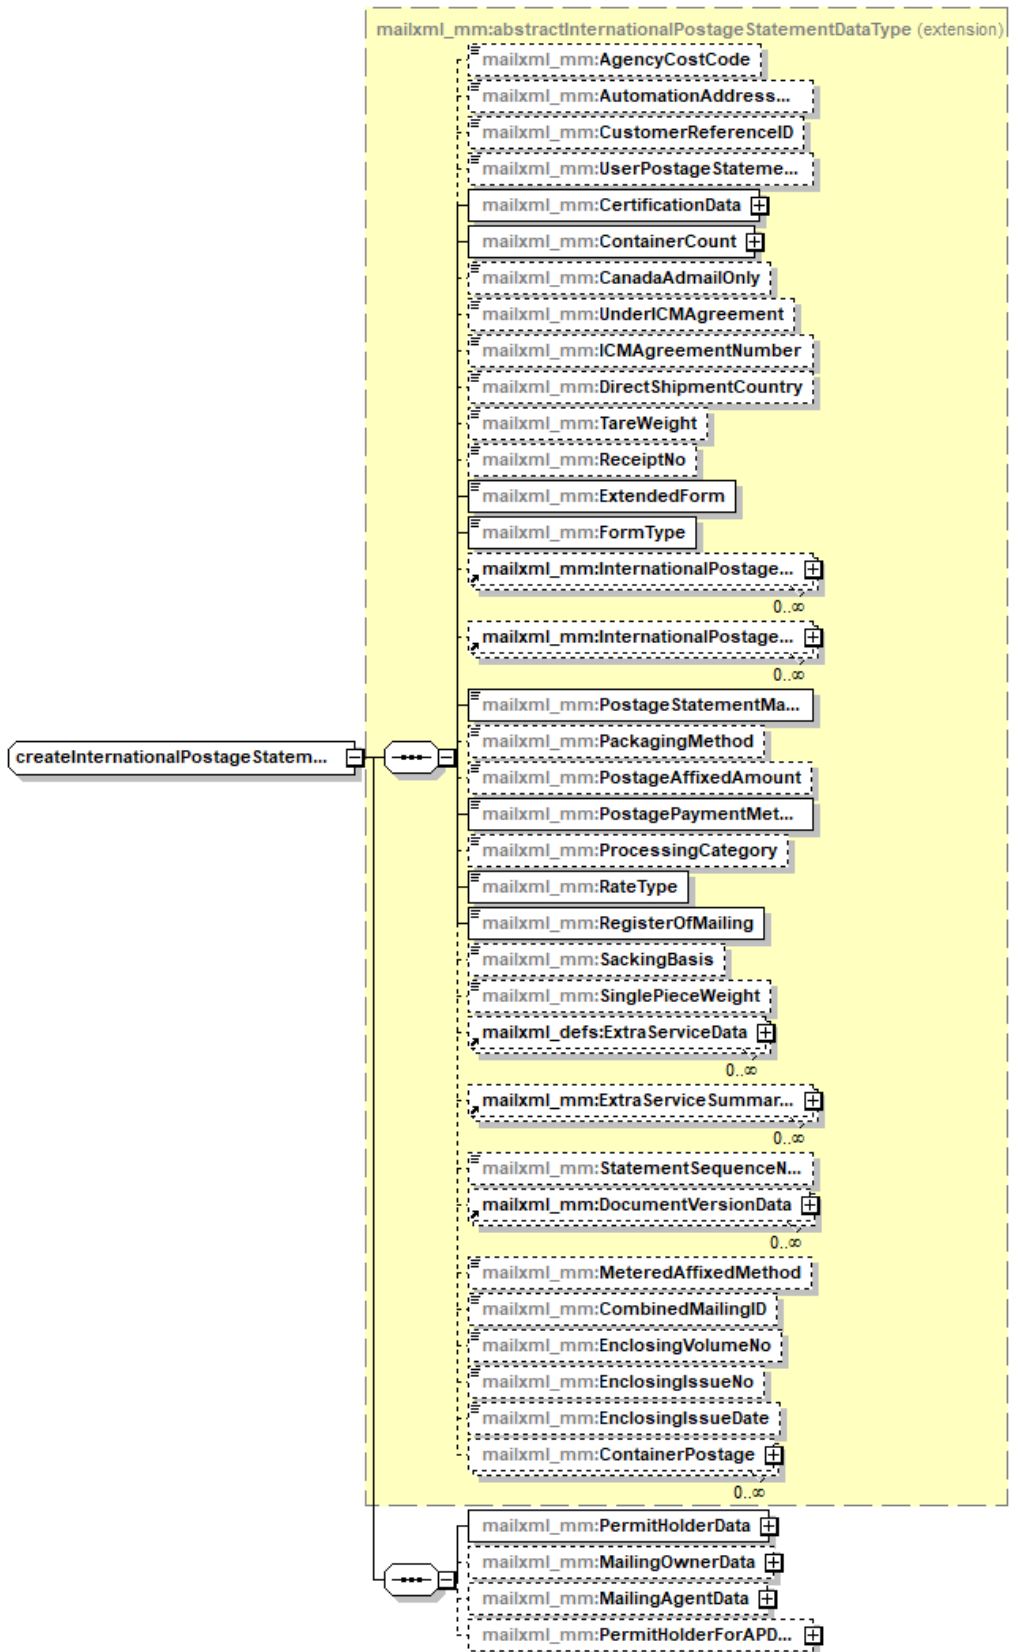 mailxml_mm:abstractInternationalPostageStatementDataType (extension)
mailxml_mm:AgencyCostCode
mailxml_mm:AutomationAddress...
mailxml_mm:CustomerReferenceID
mailxml_mm:UserPostageStateme...
mailxml_mm:CertificationData
mailxml_mm:ContainerCount
mailxml_mm:CanadaAdmailOnly
mailxml_mm:UnderICMAgreement
mailxml_mm:ICMAgreementNumber
mailxml_mm:DirectShipmentCountry
mailxml_mm:TareWeight
mailxml_mm:ReceiptNo
mailxml_mm:ExtendedForm
mailxml_mm:FormType
mailxml_mm:InternationalPostage...
0..∞
mailxml_mm:InternationalPostage...
0..∞
mailxml_mm:PostageStatementMa...
mailxml_mm:PackagingMethod
createInternationalPostageStatem...
mailxml_mm:PostageAffixedAmount
mailxml_mm:PostagePaymentMet...
mailxml_mm:ProcessingCategory
mailxml_mm:RateType
mailxml_mm:RegisterOfMailing
mailxml_mm:SackingBasis
mailxml_mm:SinglePieceWeight
mailxml_defs:ExtraServiceData
0..∞
mailxml_mm:ExtraServiceSummar...
0..∞
mailxml_mm:StatementSequenceN...
mailxml_mm:DocumentVersionData
0..∞
mailxml_mm:MeteredAffixedMethod
mailxml_mm:CombinedMailingID
mailxml_mm:EnclosingVolumeNo
mailxml_mm:EnclosingIssueNo
mailxml_mm:EnclosingIssueDate
mailxml_mm:ContainerPostage
0..∞
mailxml_mm:PermitHolderData
mailxml_mm:MailingOwnerData
mailxml_mm:MailingAgentData
mailxml_mm:PermitHolderForAPD...